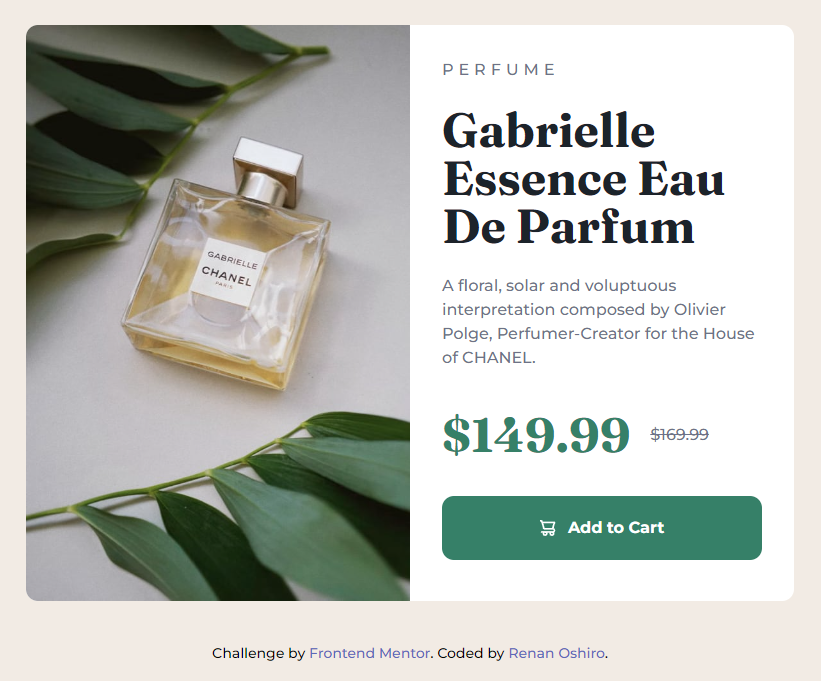 GABRIELLE
CHANEL
PARIS
PERFUME
Gabrielle
Essence Eau
De Parfum
A floral, solar and voluptuous
interpretation composed by Olivier
Polge, Perfumer-Creator for the House
of CHANEL.
$149.99 $169.99
Add to Cart
Challenge by Frontend Mentor. Coded by Renan Oshiro.